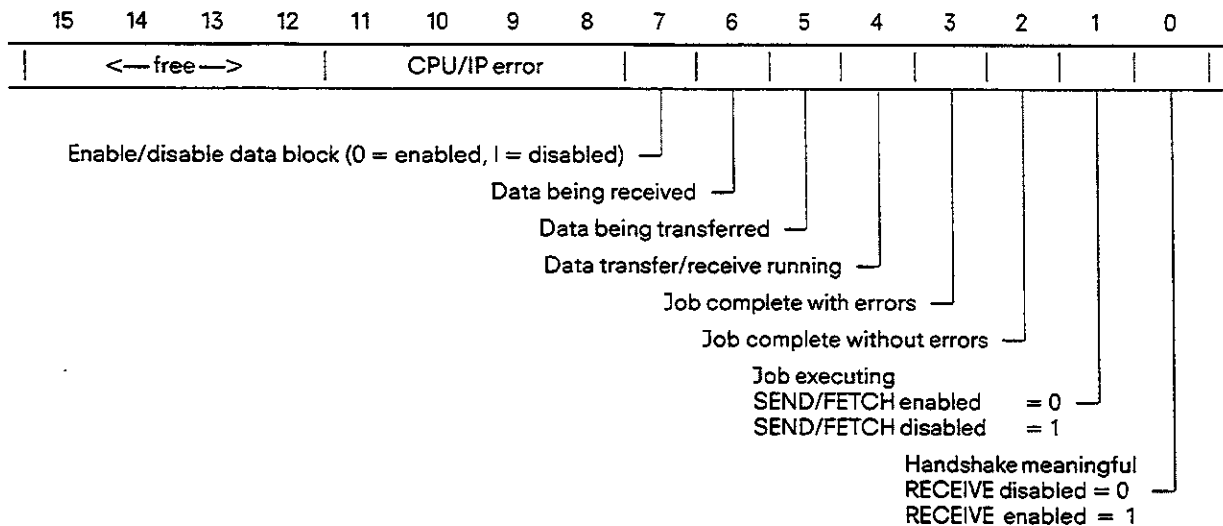 15 14 13 12 11 10 9 8 7 6 5 4 3 2 1 0
<—free—> CPU/IP error
Enable/disable data block (0 = enabled, I = disabled)
Data being received
Data being transferred
Data transfer/receive running
Job complete with errors
Job complete without errors
Job executing
SEND/FETCH enabled = 0
SEND/FETCH disabled = 1
Handshake meaningful
RECEIVE disabled = 0
RECEIVE enabled = 1